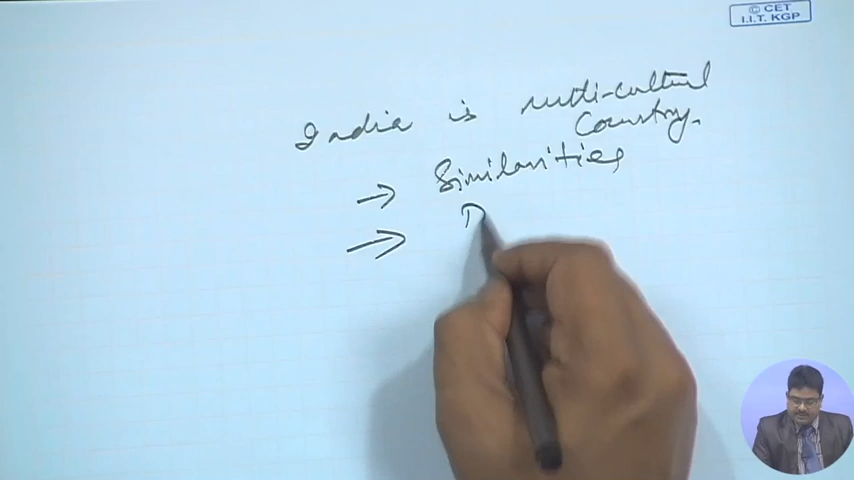 © CET
I.I.T. KGP
India is multi-cultural
Country.
→ Similarities
→ D